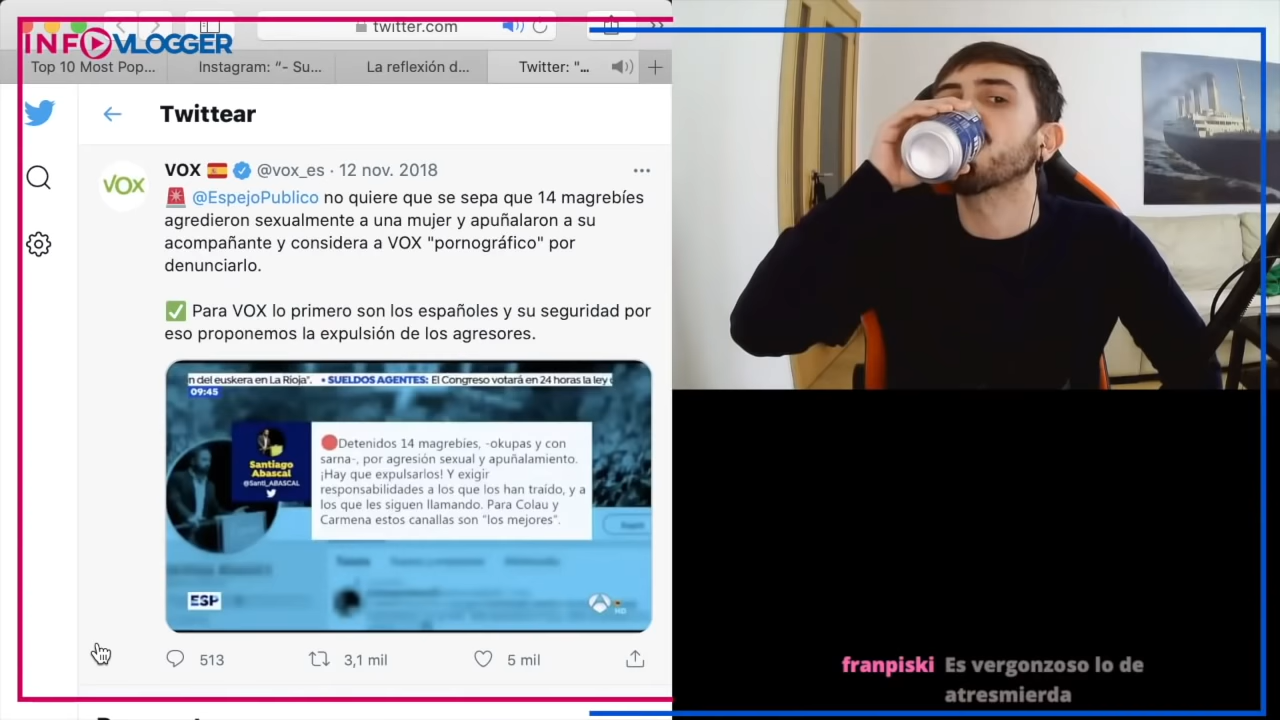 twitter.com
INFOVLOGGER
Top 10 Most Pop...
Instagram: “- Su...
La reflexión d...
Twitter: "...
Twittear
VOX @vox_es · 12 nov. 2018
@EspejoPublico no quiere que se sepa que 14 magrebíes
agredieron sexualmente a una mujer y apuñalaron a su
acompañante y considera a VOX "pornográfico" por
denunciarlo.
Para VOX lo primero son los españoles y su seguridad por
eso proponemos la expulsión de los agresores.
VOX
n del euskera en La Rioja". • SUELDOS AGENTES: El Congreso votará en 24 horas la ley
09:45
Santiago
Abascal
@Santi_ABASCAL
Detenidos 14 magrebíes, -okupas y con
sarna-, por agresión sexual y apuñalamiento.
¡Hay que expulsarlos! Y exigir
responsabilidades a los que los han traído, y a
los que les siguen llamando. Para Colau y
Carmena estos canallas son "los mejores".
ESP
HD
513
3,1 mil
5 mil
franpiski Es vergonzoso lo de
atresmierda